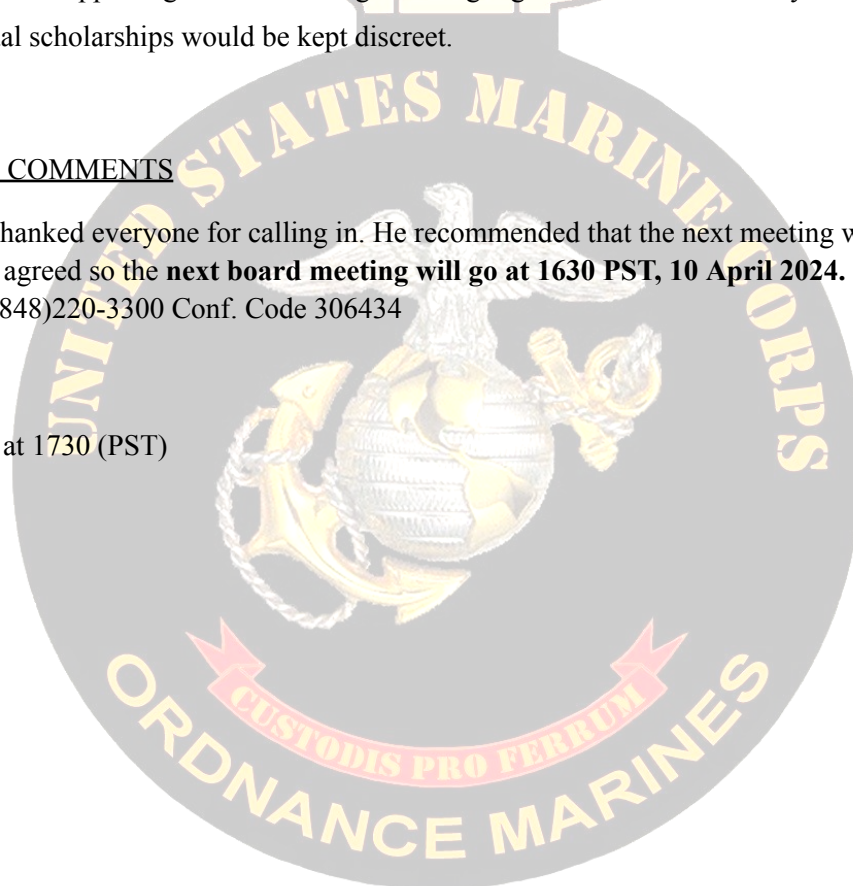 al scholarships would be kept discreet.
COMMENTS
hanked everyone for calling in. He recommended that the next meeting w
agreed so the next board meeting will go at 1630 PST, 10 April 2024.
848)220-3300 Conf. Code 306434
at 1730 (PST)
UNITED STATES MARINE CORPS
CUSTODIS PRO FERRUM
ORDNANCE MARINES